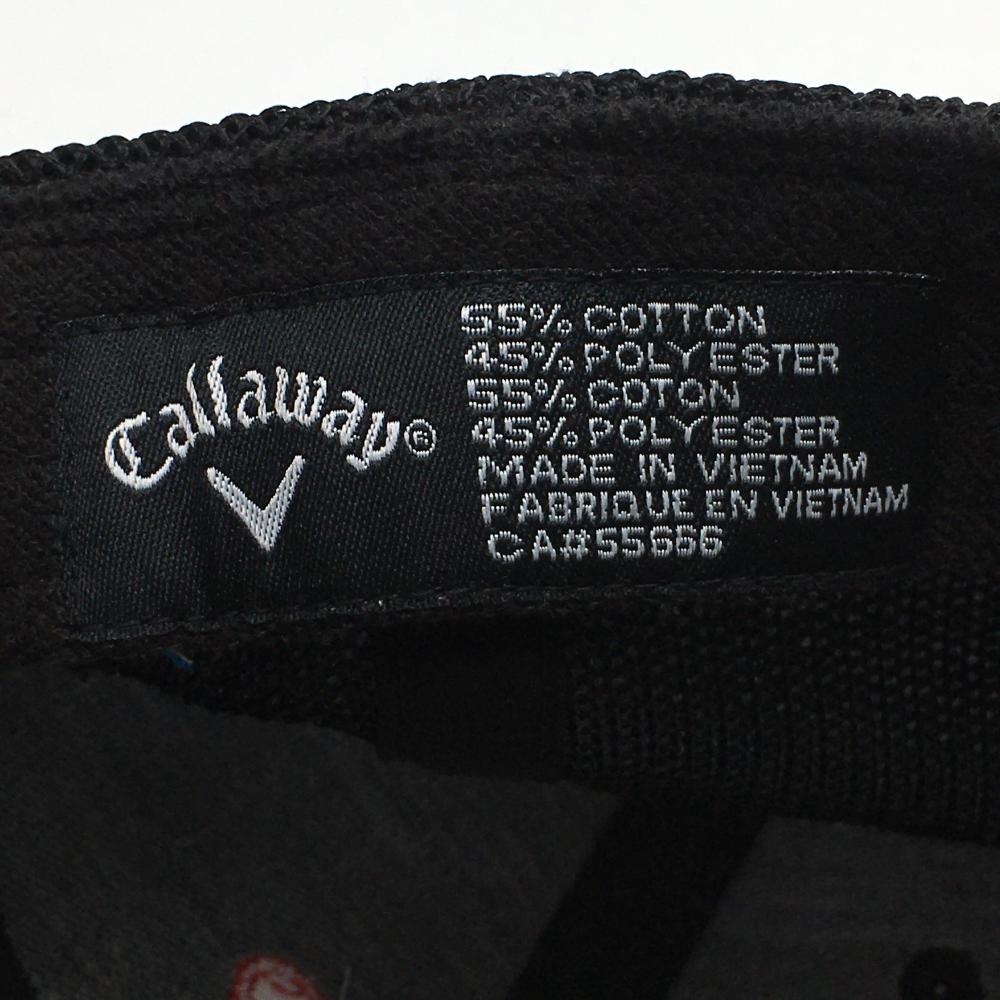 Callaway®
55% COTTON
45% POLYESTER
55% COTON
45% POLYESTER
MADE IN VIETNAM
FABRIQUE EN VIETNAM
CA#55666